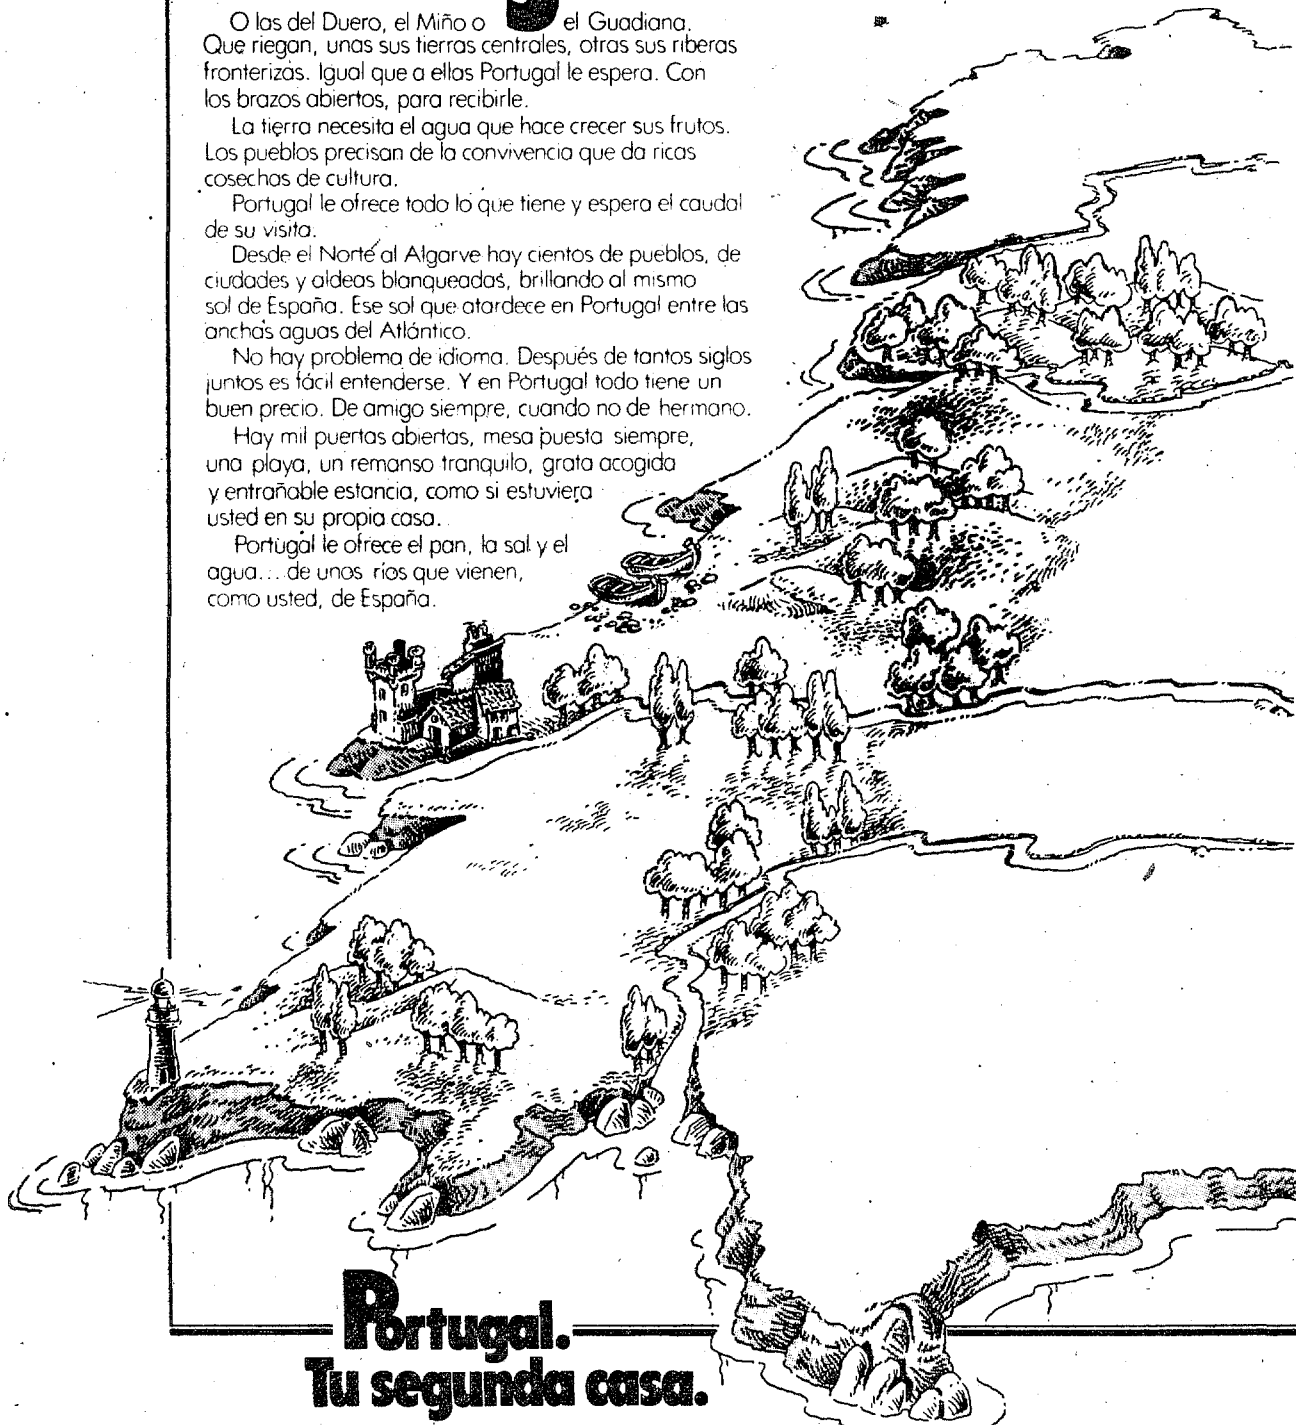 O las del Duero, el Miño o el Guadiana.
Que riegan, unas sus tierras centrales, otras sus riberas
fronterizas. Igual que a ellas Portugal le espera. Con
los brazos abiertos, para recibirle.
La tierra necesita el agua que hace crecer sus frutos.
Los pueblos precisan de la convivencia que da ricas
cosechas de cultura.
Portugal le ofrece todo lo que tiene y espera el caudal
de su visita.
Desde el Norte al Algarve hay cientos de pueblos, de
ciudades y aldeas blanqueadas, brillando al mismo
sol de España. Ese sol que atardece en Portugal entre las
anchas aguas del Atlántico.
No hay problema de idioma. Después de tantos siglos
juntos es fácil entenderse. Y en Portugal todo tiene un
buen precio. De amigo siempre, cuando no de hermano.
Hay mil puertas abiertas, mesa puesta siempre,
una playa, un remanso tranquilo, grata acogida
y entrañable estancia, como si estuviera
usted en su propia casa.
Portugal le ofrece el pan, la sal y el
agua... de unos ríos que vienen,
como usted, de España.
Portugal.
Tu segunda casa.